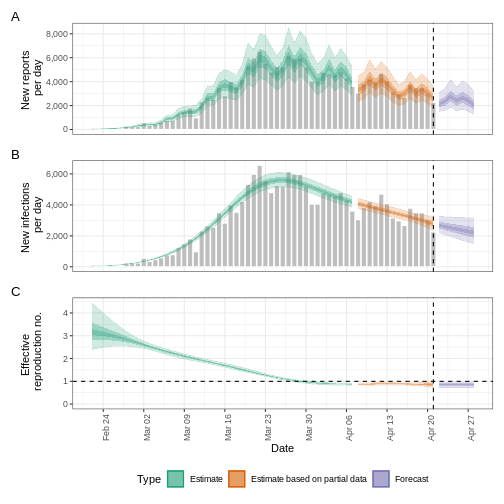 A
8,000
6,000
4,000
2,000
0
New reports
per day
B
6,000
4,000
2,000
0
New infections
per day
C
4
3
2
1
0
Effective
reproduction no.
Feb 24
Mar 02
Mar 09
Mar 16
Mar 23
Mar 30
Apr 06
Apr 13
Apr 20
Apr 27
Date
Type Estimate Estimate based on partial data Forecast